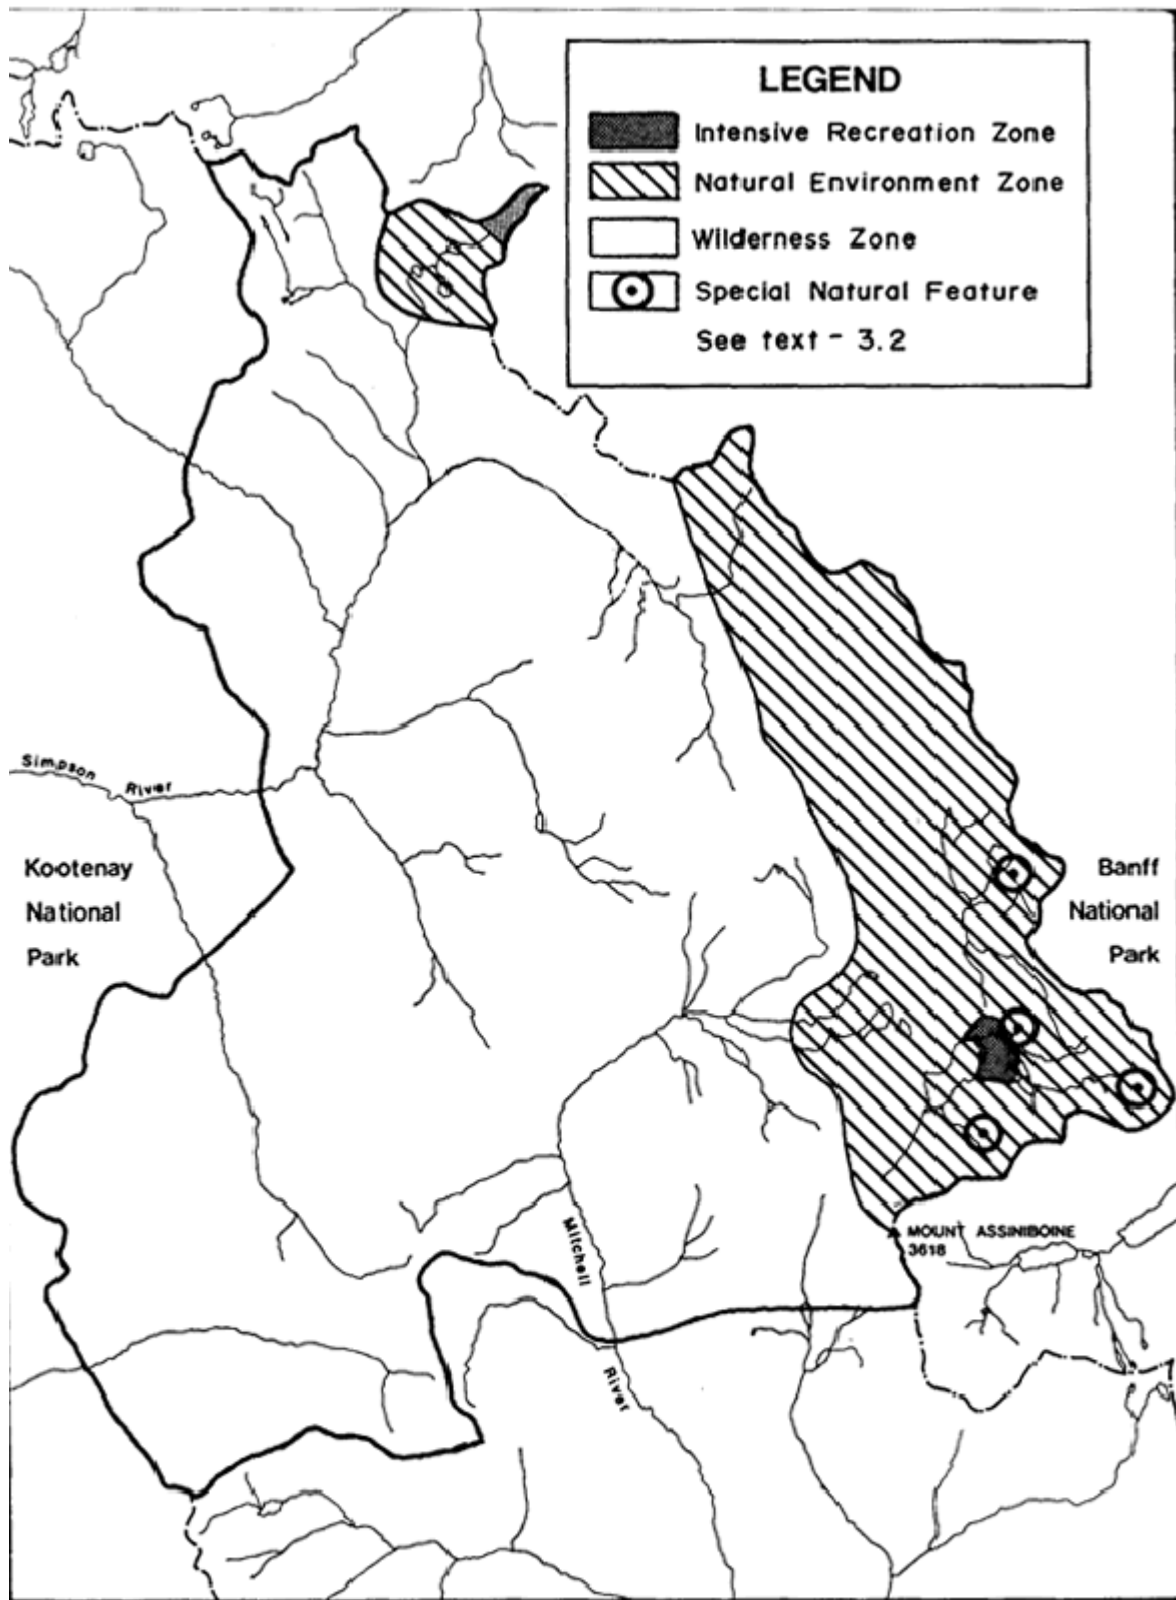 LEGEND
Intensive Recreation Zone
Natural Environment Zone
Wilderness Zone
Special Natural Feature
See text - 3.2
Simpson River
Kootenay
National
Park
Banff
National
Park
MOUNT ASSINIBOINE
3618
Mitchell
River